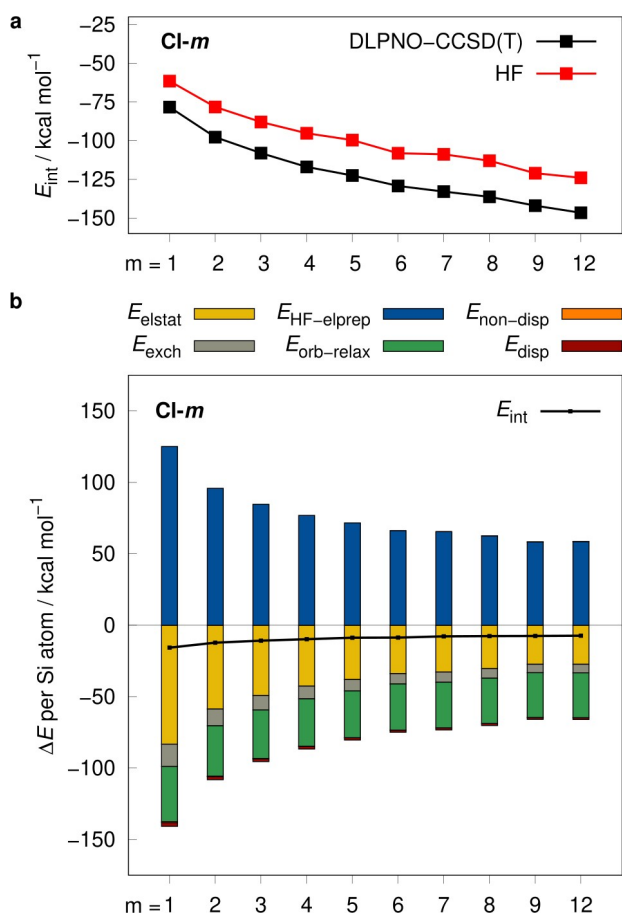 a
Cl-m
DLPNO−CCSD(T)
HF
E_int / kcal mol⁻¹
−25
−50
−75
−100
−125
−150
m = 1 2 3 4 5 6 7 8 9 12
b
E_elstat E_HF−elprep E_non−disp
E_exch E_orb−relax E_disp
Cl-m
E_int
ΔE per Si atom / kcal mol⁻¹
150
100
50
0
−50
−100
−150
m = 1 2 3 4 5 6 7 8 9 12